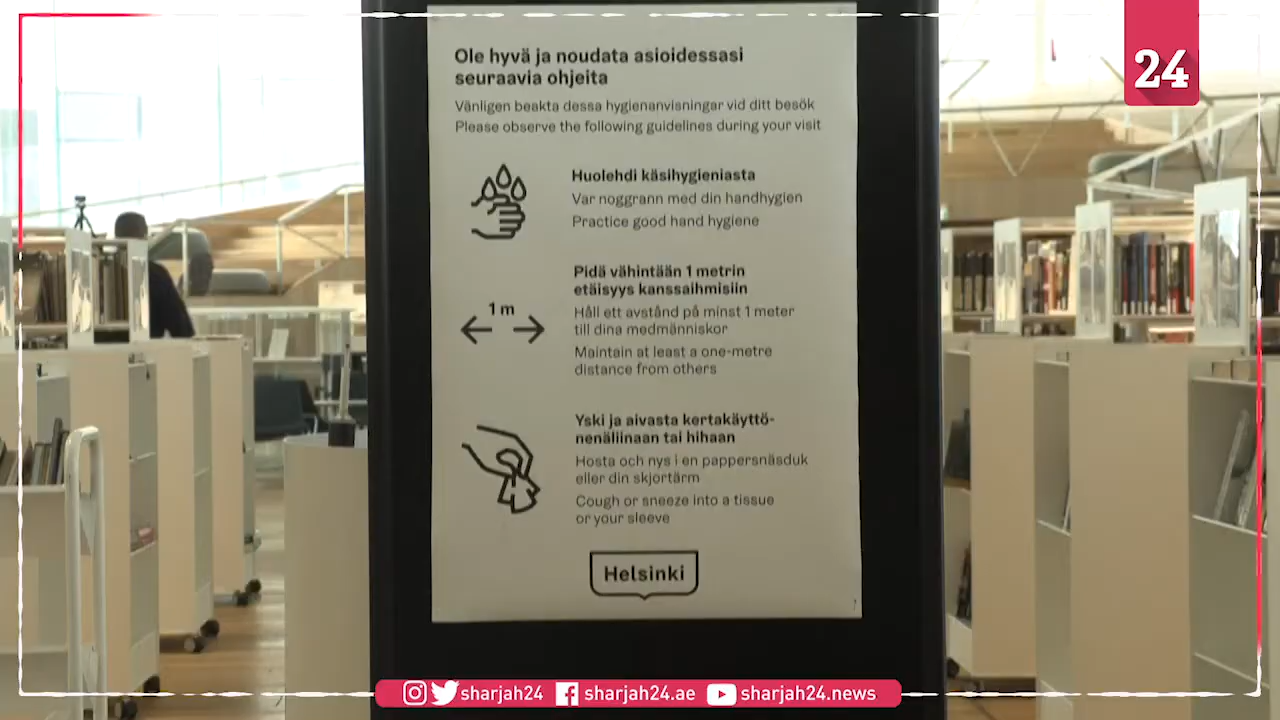 24
Ole hyvä ja noudata asioidessasi
seuraavia ohjeita
Vänligen beakta dessa hygienanvisningar vid ditt besök
Please observe the following guidelines during your visit
Huolehdi käsihygieniasta
Var noggrann med din handhygien
Practice good hand hygiene
1 m
Pidä vähintään 1 metrin
etäisyys kanssaihmisiin
Håll ett avstånd på minst 1 meter
till dina medmänniskor
Maintain at least a one-metre
distance from others
Yski ja aivasta kertakäyttö-
nenäliinaan tai hihaan
Hosta och nys i en pappersnäsduk
eller din skjortärm
Cough or sneeze into a tissue
or your sleeve
Helsinki
sharjah24 sharjah24.ae sharjah24.news